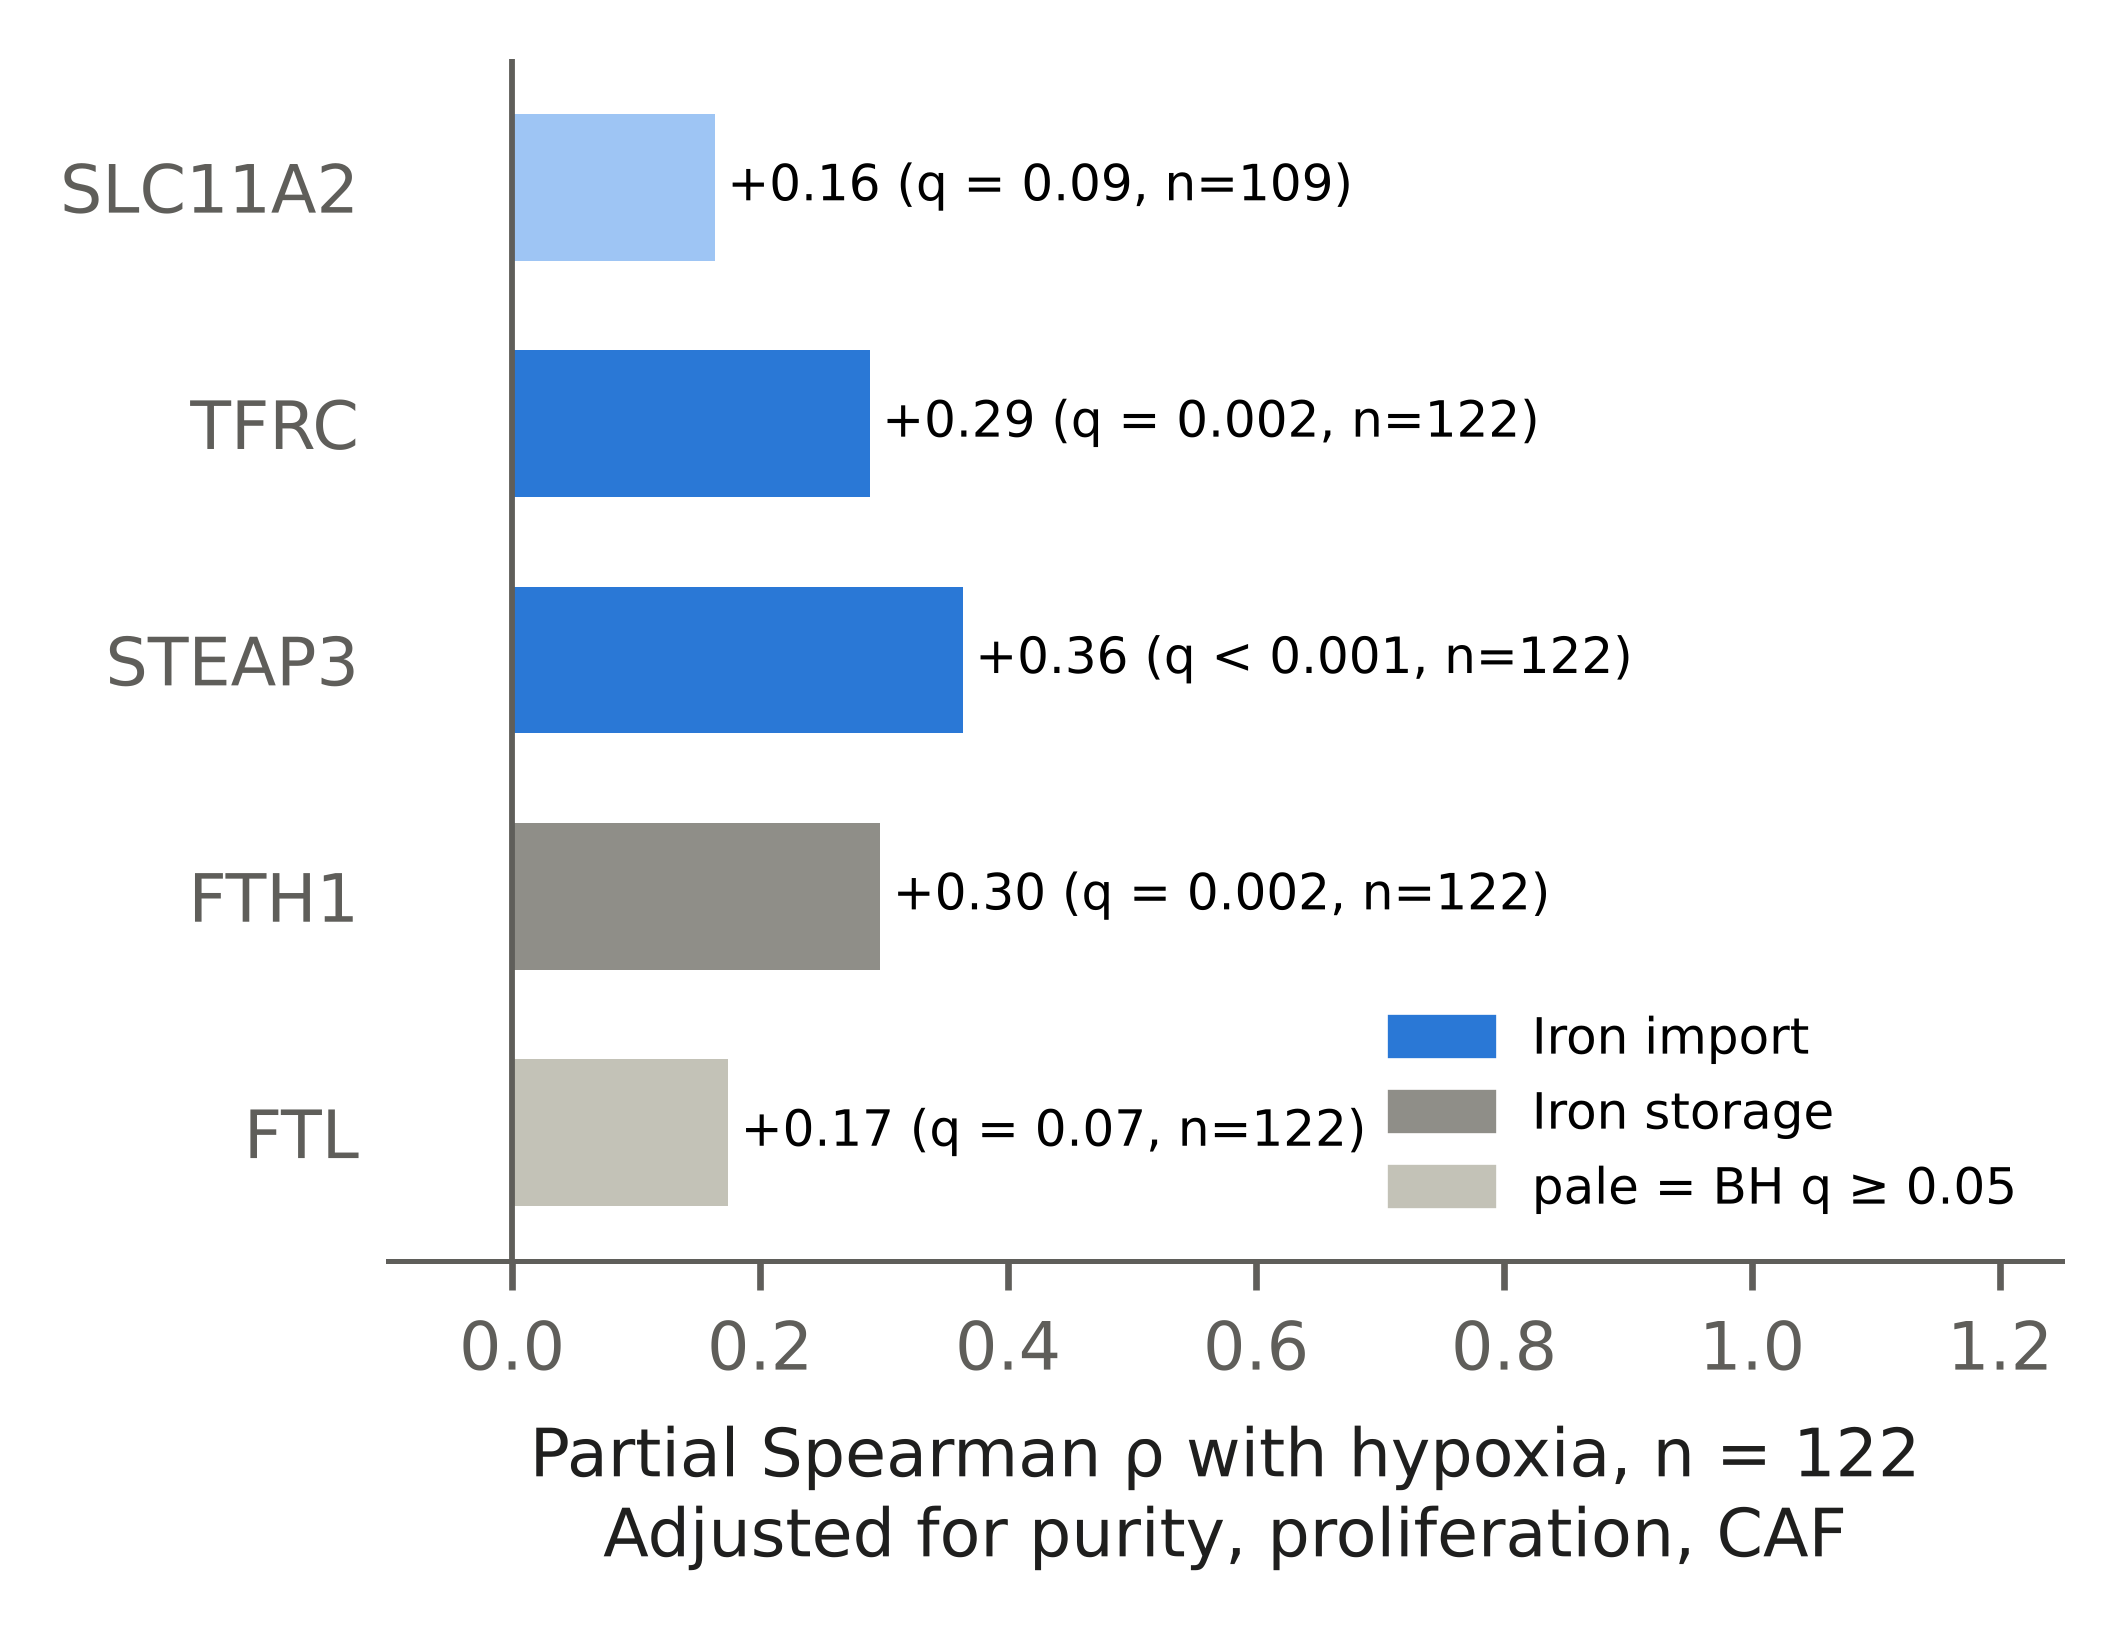 SLC11A2
+0.16 (q = 0.09, n=109)
TFRC
+0.29 (q = 0.002, n=122)
STEAP3
+0.36 (q < 0.001, n=122)
FTH1
+0.30 (q = 0.002, n=122)
FTL
+0.17 (q = 0.07, n=122)
Iron import
Iron storage
pale = BH q ≥ 0.05
0.0 0.2 0.4 0.6 0.8 1.0 1.2
Partial Spearman ρ with hypoxia, n = 122
Adjusted for purity, proliferation, CAF